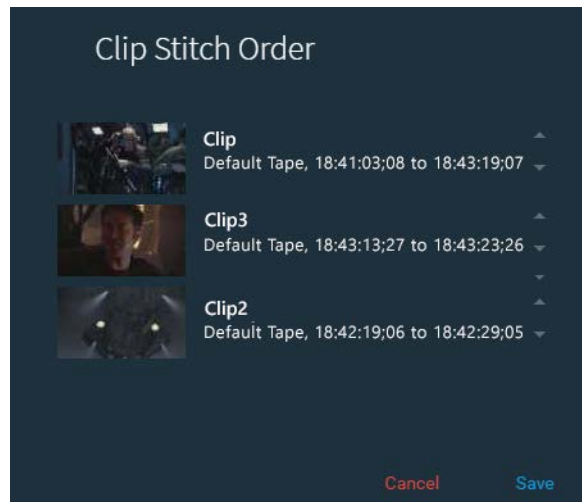 Clip Stitch Order
Clip
Default Tape, 18:41:03;08 to 18:43:19;07
Clip3
Default Tape, 18:43:13;27 to 18:43:23;26
Clip2
Default Tape, 18:42:19;06 to 18:42:29;05
Cancel
Save